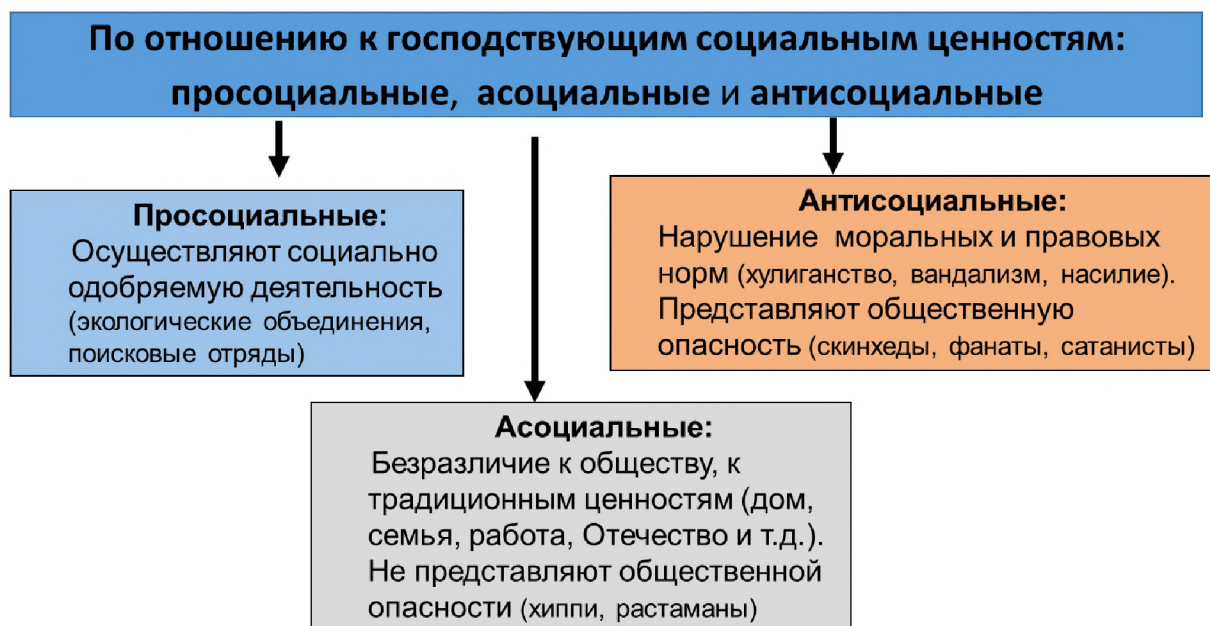 По отношению к господствующим социальным ценностям:
просоциальные, асоциальные и антисоциальные
Просоциальные:
Осуществляют социально
одобряемую деятельность
(экологические объединения,
поисковые отряды)
Антисоциальные:
Нарушение моральных и правовых
норм (хулиганство, вандализм, насилие).
Представляют общественную
опасность (скинхеды, фанаты, сатанисты)
Асоциальные:
Безразличие к обществу, к
традиционным ценностям (дом,
семья, работа, Отечество и т.д.).
Не представляют общественной
опасности (хиппи, растаманы)